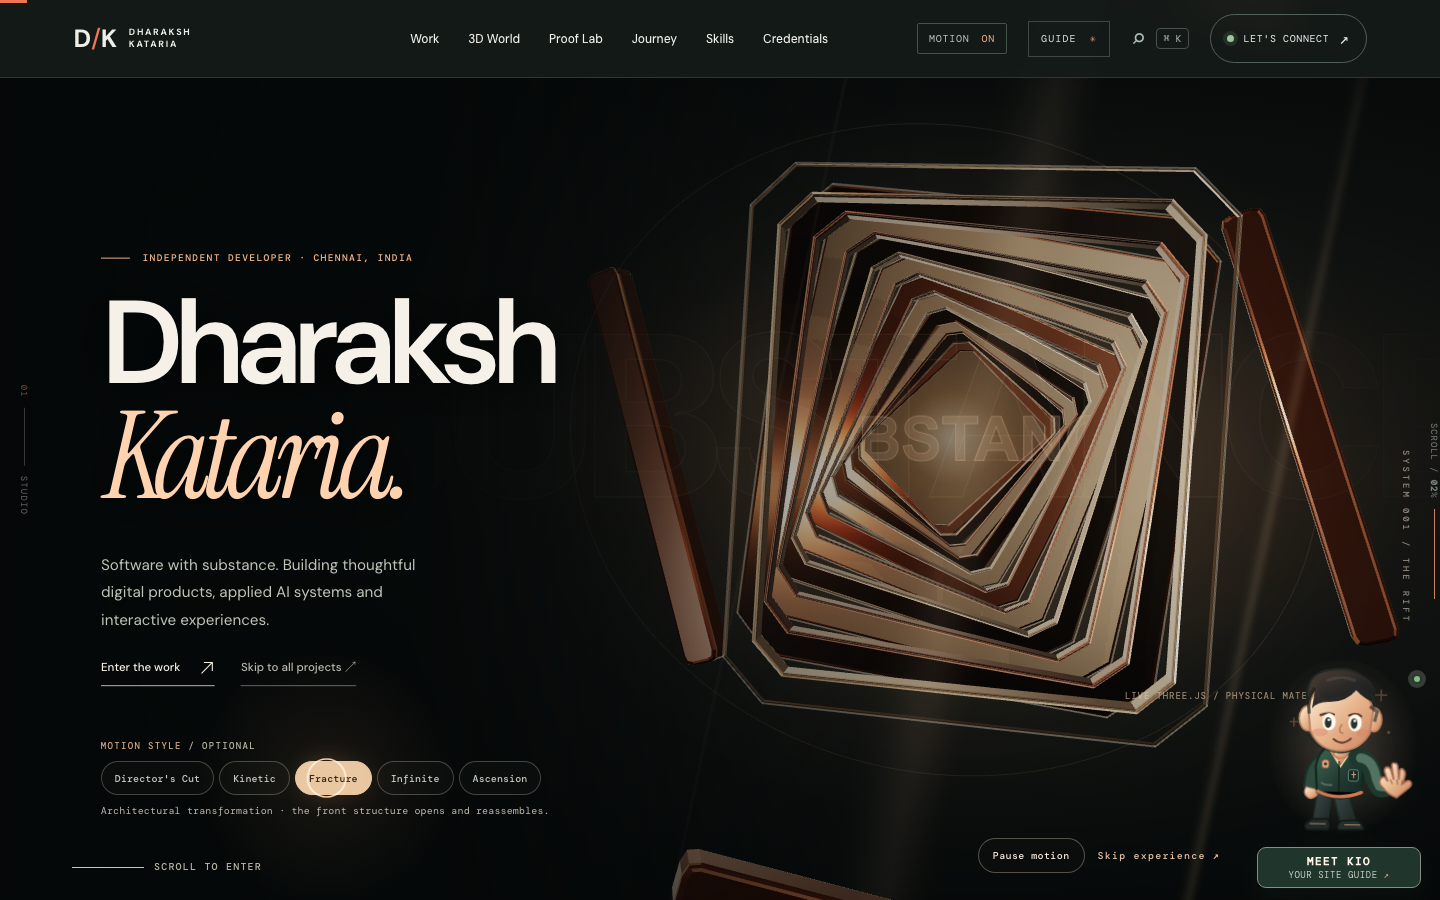 D/K DHARAKSH
KATARIA
Work
3D World
Proof Lab
Journey
Skills
Credentials
MOTION ON
GUIDE ✳
⌘ K
LET'S CONNECT ↗
INDEPENDENT DEVELOPER · CHENNAI, INDIA
Dharaksh
Kataria.
Software with substance. Building thoughtful
digital products, applied AI systems and
interactive experiences.
Enter the work
Skip to all projects ↗
MOTION STYLE / OPTIONAL
Director's Cut
Kinetic
Fracture
Infinite
Ascension
Architectural transformation · the front structure opens and reassembles.
SCROLL TO ENTER
01
STUDIO
BSTAN
SCROLL / 02%
SYSTEM 001 / THE RIFT
LIVE THREE.JS / PHYSICAL MATE
Pause motion
Skip experience ↗
MEET KIO
YOUR SITE GUIDE ↗